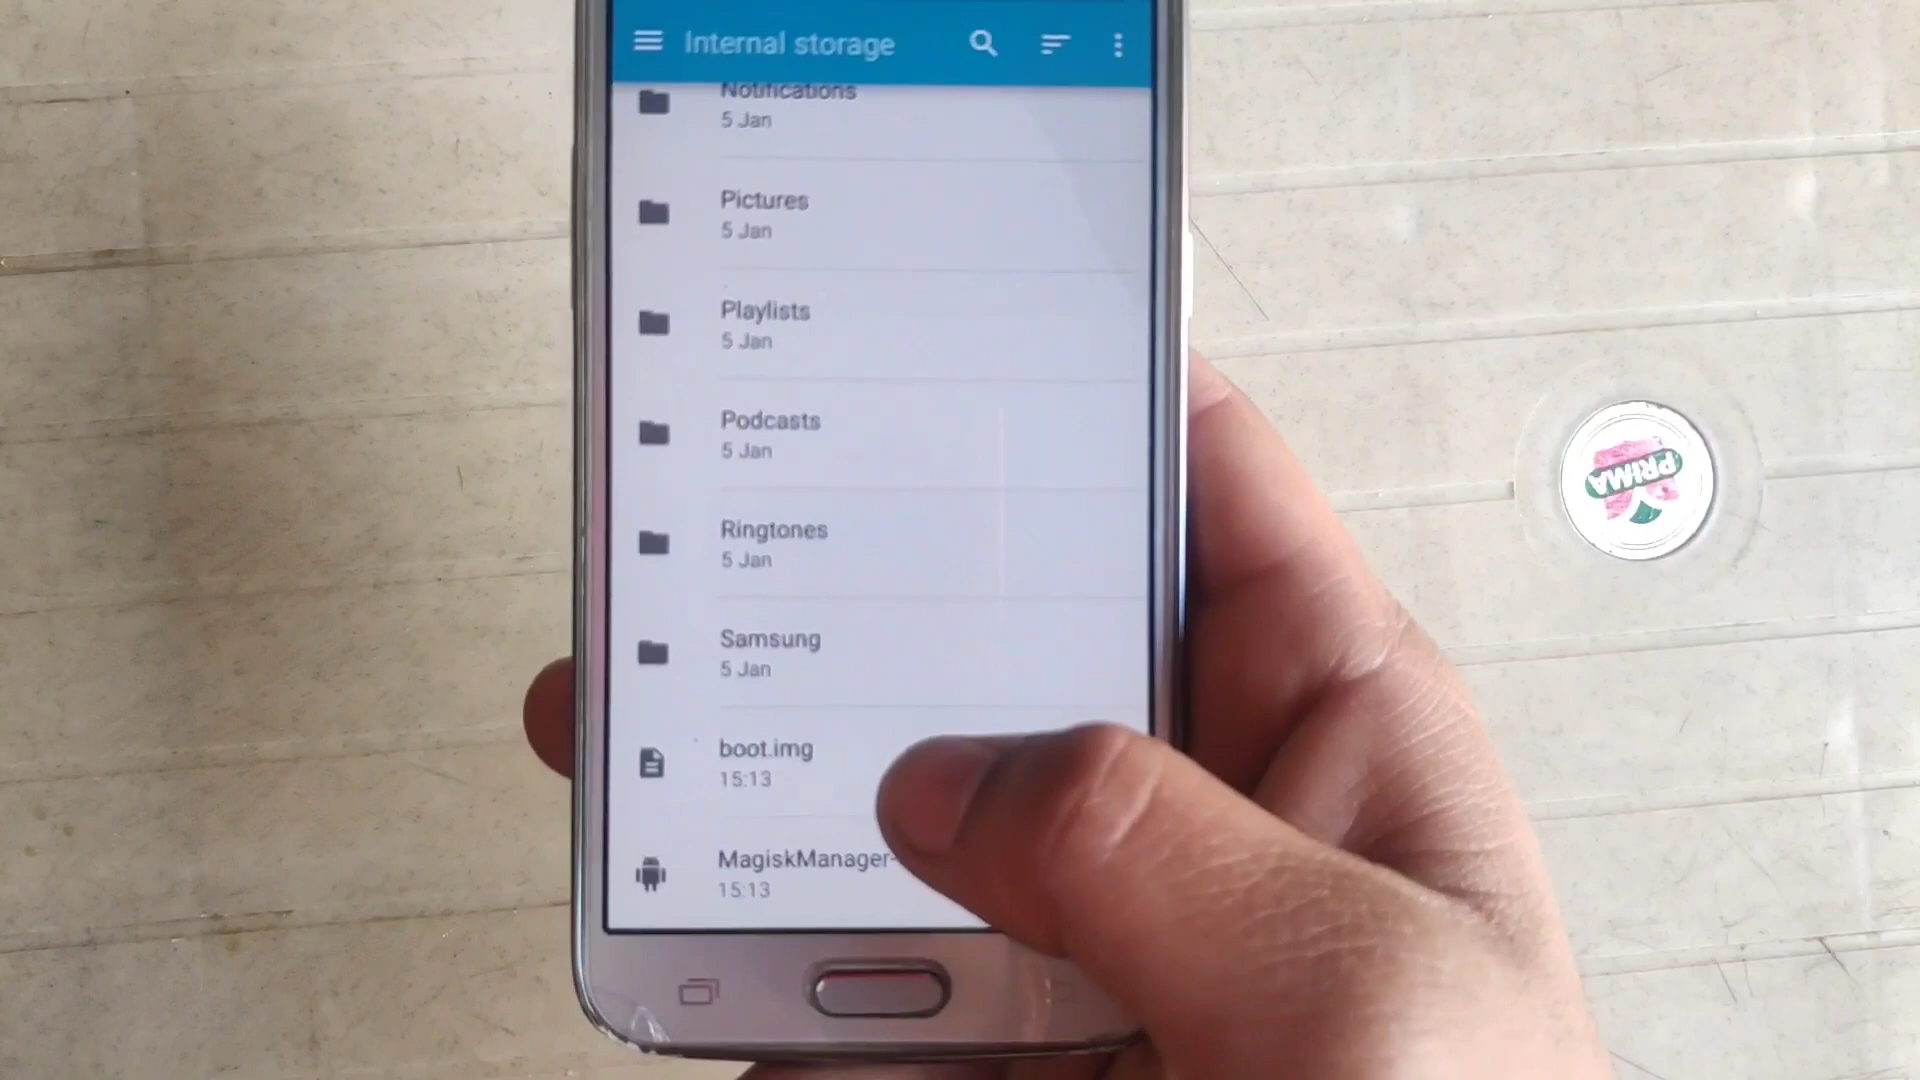 Internal storage
Notifications
5 Jan
Pictures
5 Jan
Playlists
5 Jan
Podcasts
5 Jan
Ringtones
5 Jan
Samsung
5 Jan
boot.img
15:13
MagiskManager-
15:13
PRIMA